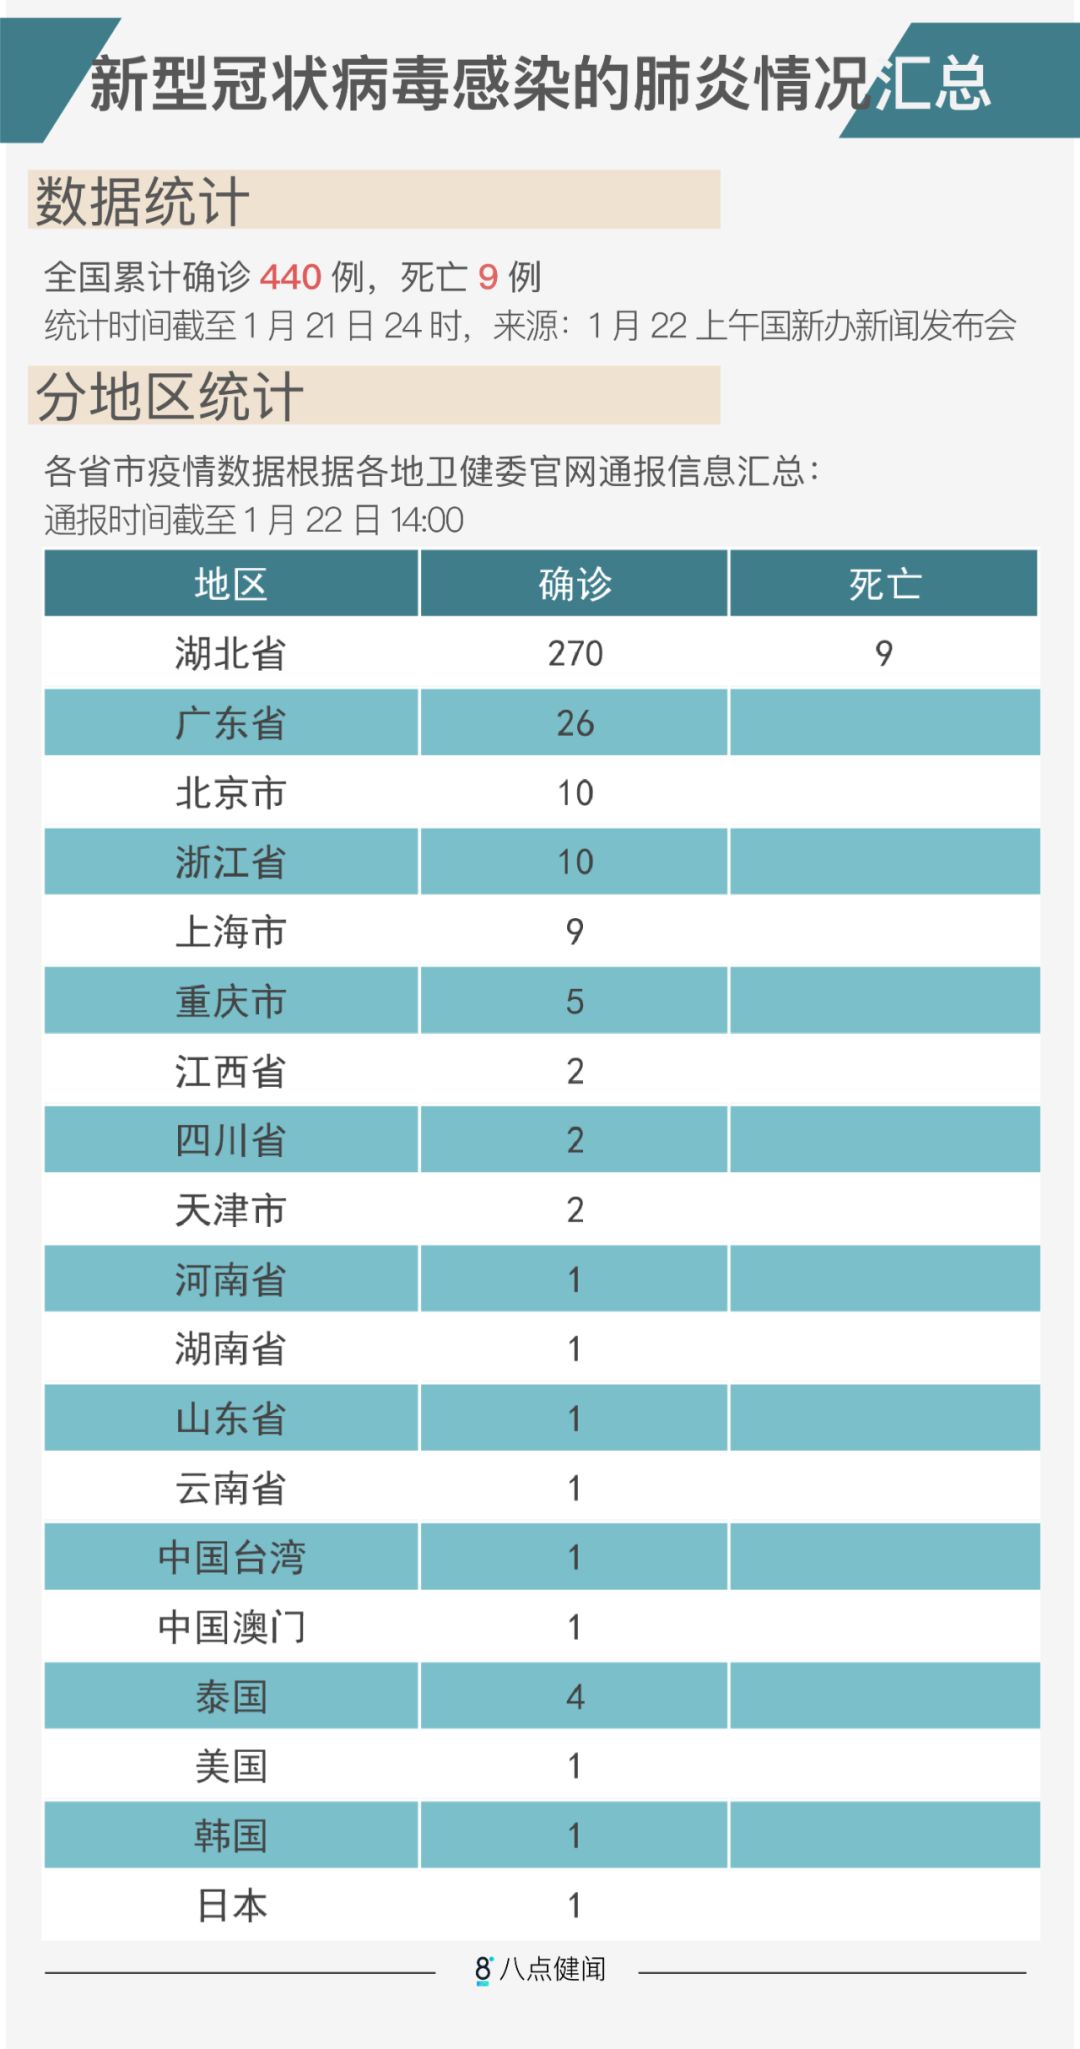 新型冠状病毒感染的肺炎情况汇总
数据统计
全国累计确诊 440 例，死亡 9 例
统计时间截至 1 月 21 日 24 时，来源：1 月 22 上午国新办新闻发布会
分地区统计
各省市疫情数据根据各地卫健委官网通报信息汇总：
通报时间截至 1 月 22 日 14:00
地区 确诊 死亡
湖北省 270 9
广东省 26
北京市 10
浙江省 10
上海市 9
重庆市 5
江西省 2
四川省 2
天津市 2
河南省 1
湖南省 1
山东省 1
云南省 1
中国台湾 1
中国澳门 1
泰国 4
美国 1
韩国 1
日本 1
8 八点健闻